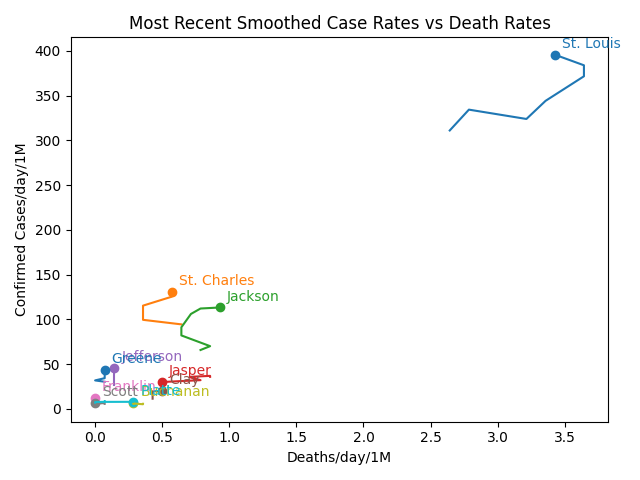 Most Recent Smoothed Case Rates vs Death Rates
Confirmed Cases/day/1M
400
350
300
250
200
150
100
50
0
St. Louis
St. Charles
Jackson
Jefferson
Greene
Jasper
Clay
Franklin
Scott
Platte
Buchanan
0.0 0.5 1.0 1.5 2.0 2.5 3.0 3.5
Deaths/day/1M